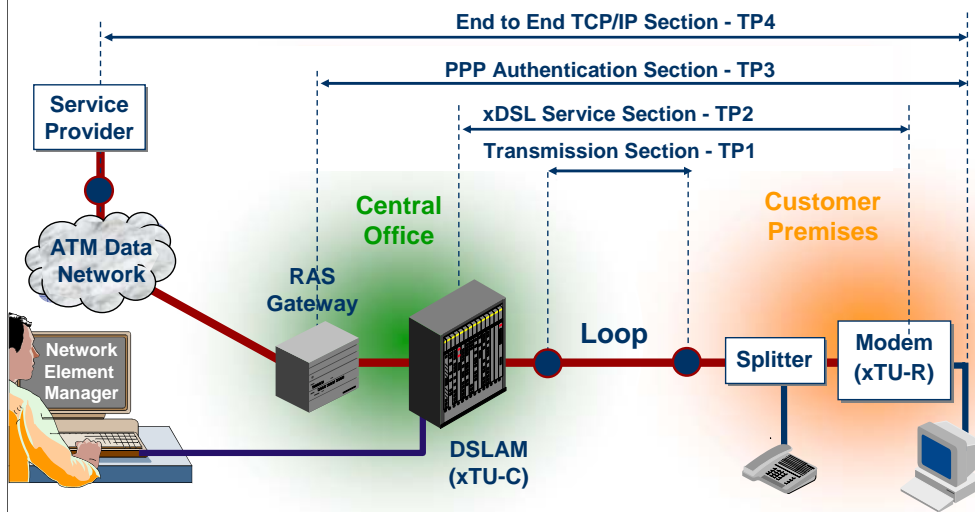 End to End TCP/IP Section - TP4
PPP Authentication Section - TP3
xDSL Service Section - TP2
Transmission Section - TP1
Service
Provider
ATM Data
Network
Central
Office
Customer
Premises
RAS
Gateway
Loop
Network
Element
Manager
Splitter
Modem
(xTU-R)
DSLAM
(xTU-C)